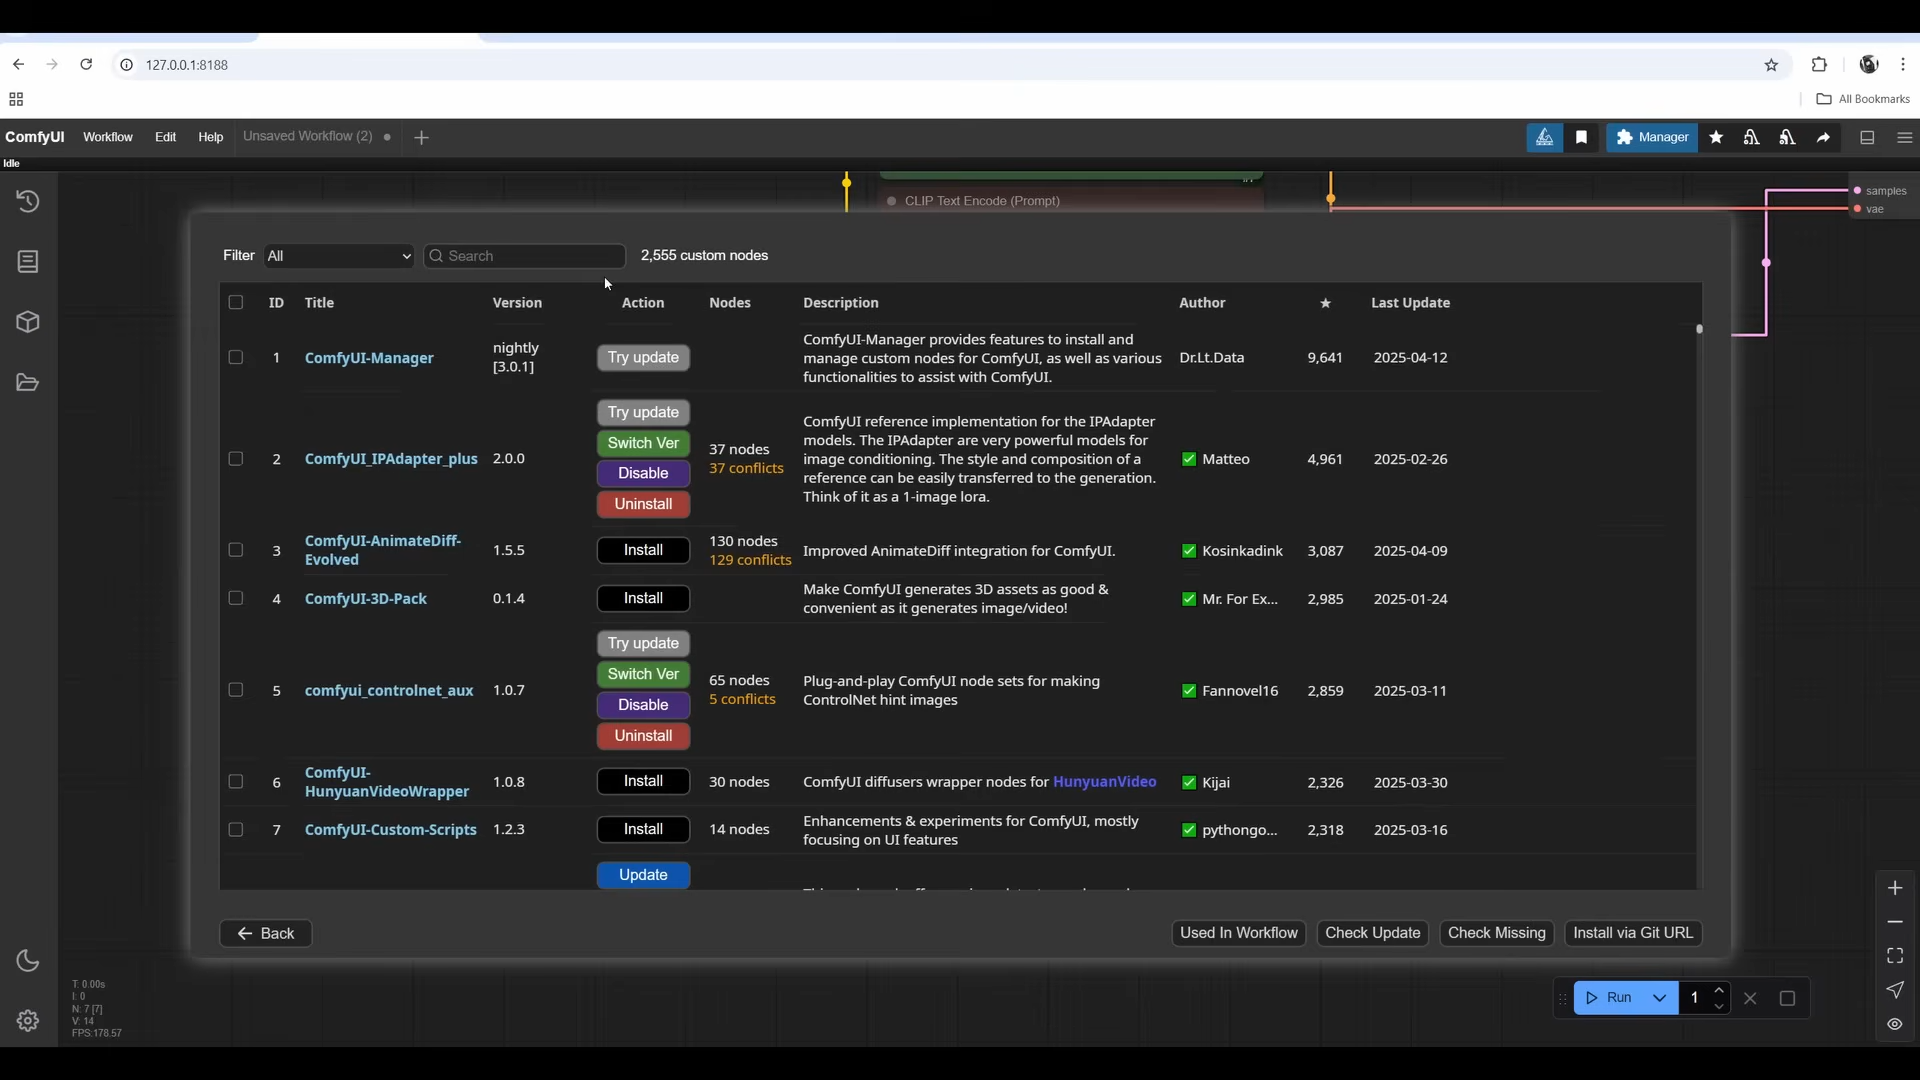 127.0.0.1:8188
All Bookmarks
ComfyUI Workflow Edit Help Unsaved Workflow (2)
Manager
Idle
CLIP Text Encode (Prompt)
samples
vae
Filter All Search 2,555 custom nodes
ID Title Version Action Nodes Description Author ★ Last Update
1 ComfyUI-Manager nightly [3.0.1] Try update ComfyUI-Manager provides features to install and
manage custom nodes for ComfyUI, as well as various
functionalities to assist with ComfyUI.
Dr.Lt.Data 9,641 2025-04-12
2 ComfyUI_IPAdapter_plus 2.0.0
Try update
Switch Ver
Disable
Uninstall
37 nodes
37 conflicts
ComfyUI reference implementation for the IPAdapter
models. The IPAdapter are very powerful models for
image conditioning. The style and composition of a
reference can be easily transferred to the generation.
Think of it as a 1-image lora.
Matteo 4,961 2025-02-26
3 ComfyUI-AnimateDiff-
Evolved
1.5.5 Install
130 nodes
129 conflicts
Improved AnimateDiff integration for ComfyUI.
Kosinkadink 3,087 2025-04-09
4 ComfyUI-3D-Pack 0.1.4 Install
Make ComfyUI generates 3D assets as good &
convenient as it generates image/video!
Mr. For Ex... 2,985 2025-01-24
5 comfyui_controlnet_aux 1.0.7
Try update
Switch Ver
Disable
Uninstall
65 nodes
5 conflicts
Plug-and-play ComfyUI node sets for making
ControlNet hint images
Fannovel16 2,859 2025-03-11
6 ComfyUI-
HunyuanVideoWrapper
1.0.8 Install 30 nodes ComfyUI diffusers wrapper nodes for HunyuanVideo Kijai 2,326 2025-03-30
7 ComfyUI-Custom-Scripts 1.2.3 Install 14 nodes
Enhancements & experiments for ComfyUI, mostly
focusing on UI features
pythongo... 2,318 2025-03-16
Update
Back Used In Workflow Check Update Check Missing Install via Git URL
T: 0.00s
I: 0
N: 7 [7]
V: 14
FPS:178.57
Run 1